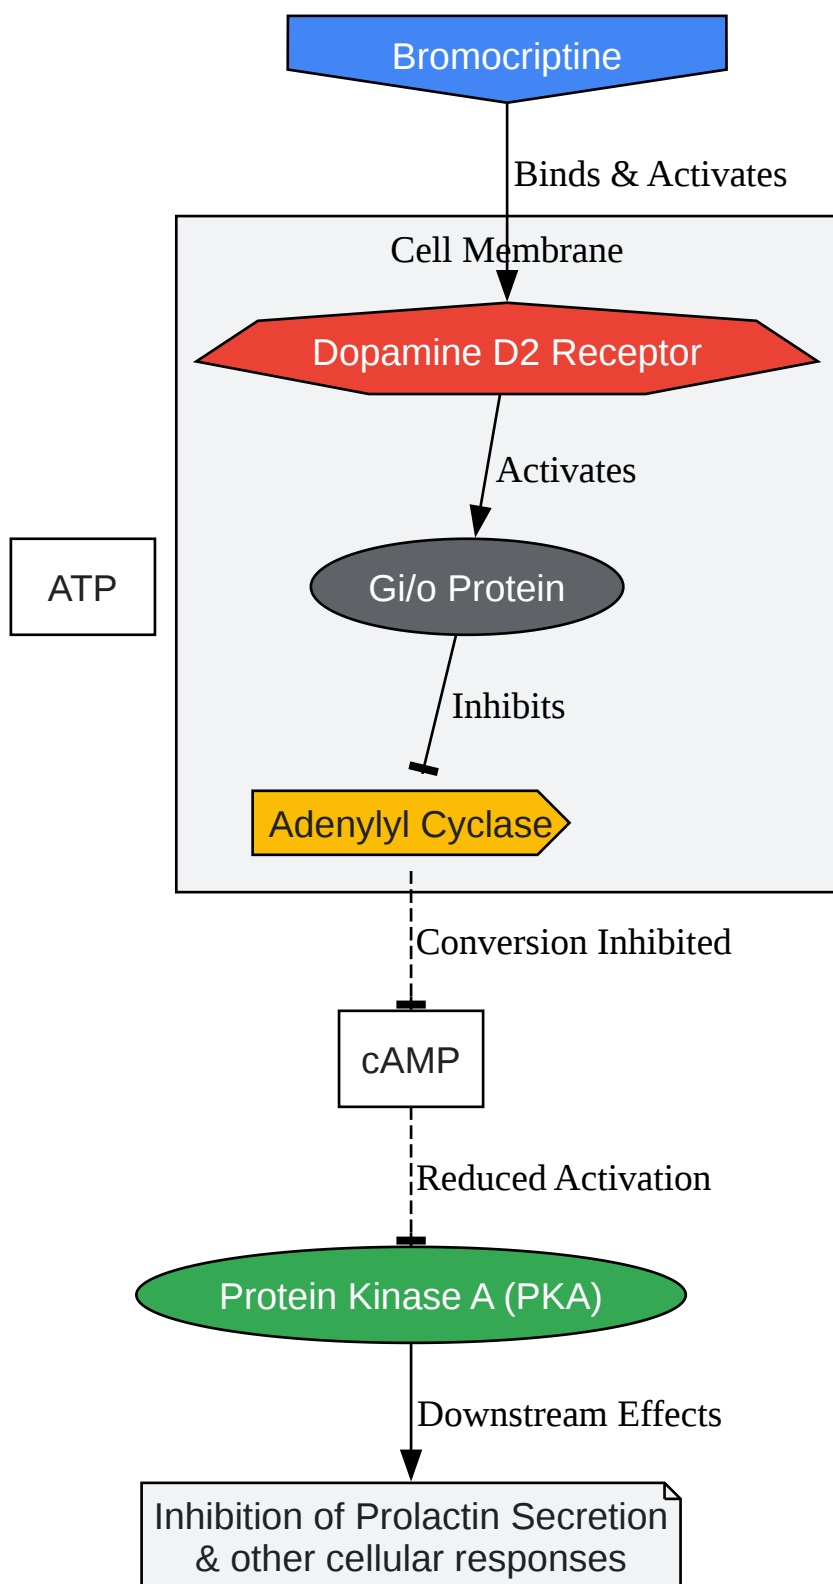 Bromocriptine
Binds & Activates
Cell Membrane
Dopamine D2 Receptor
Activates
ATP
Gi/o Protein
Inhibits
Adenylyl Cyclase
Conversion Inhibited
cAMP
Reduced Activation
Protein Kinase A (PKA)
Downstream Effects
Inhibition of Prolactin Secretion
& other cellular responses